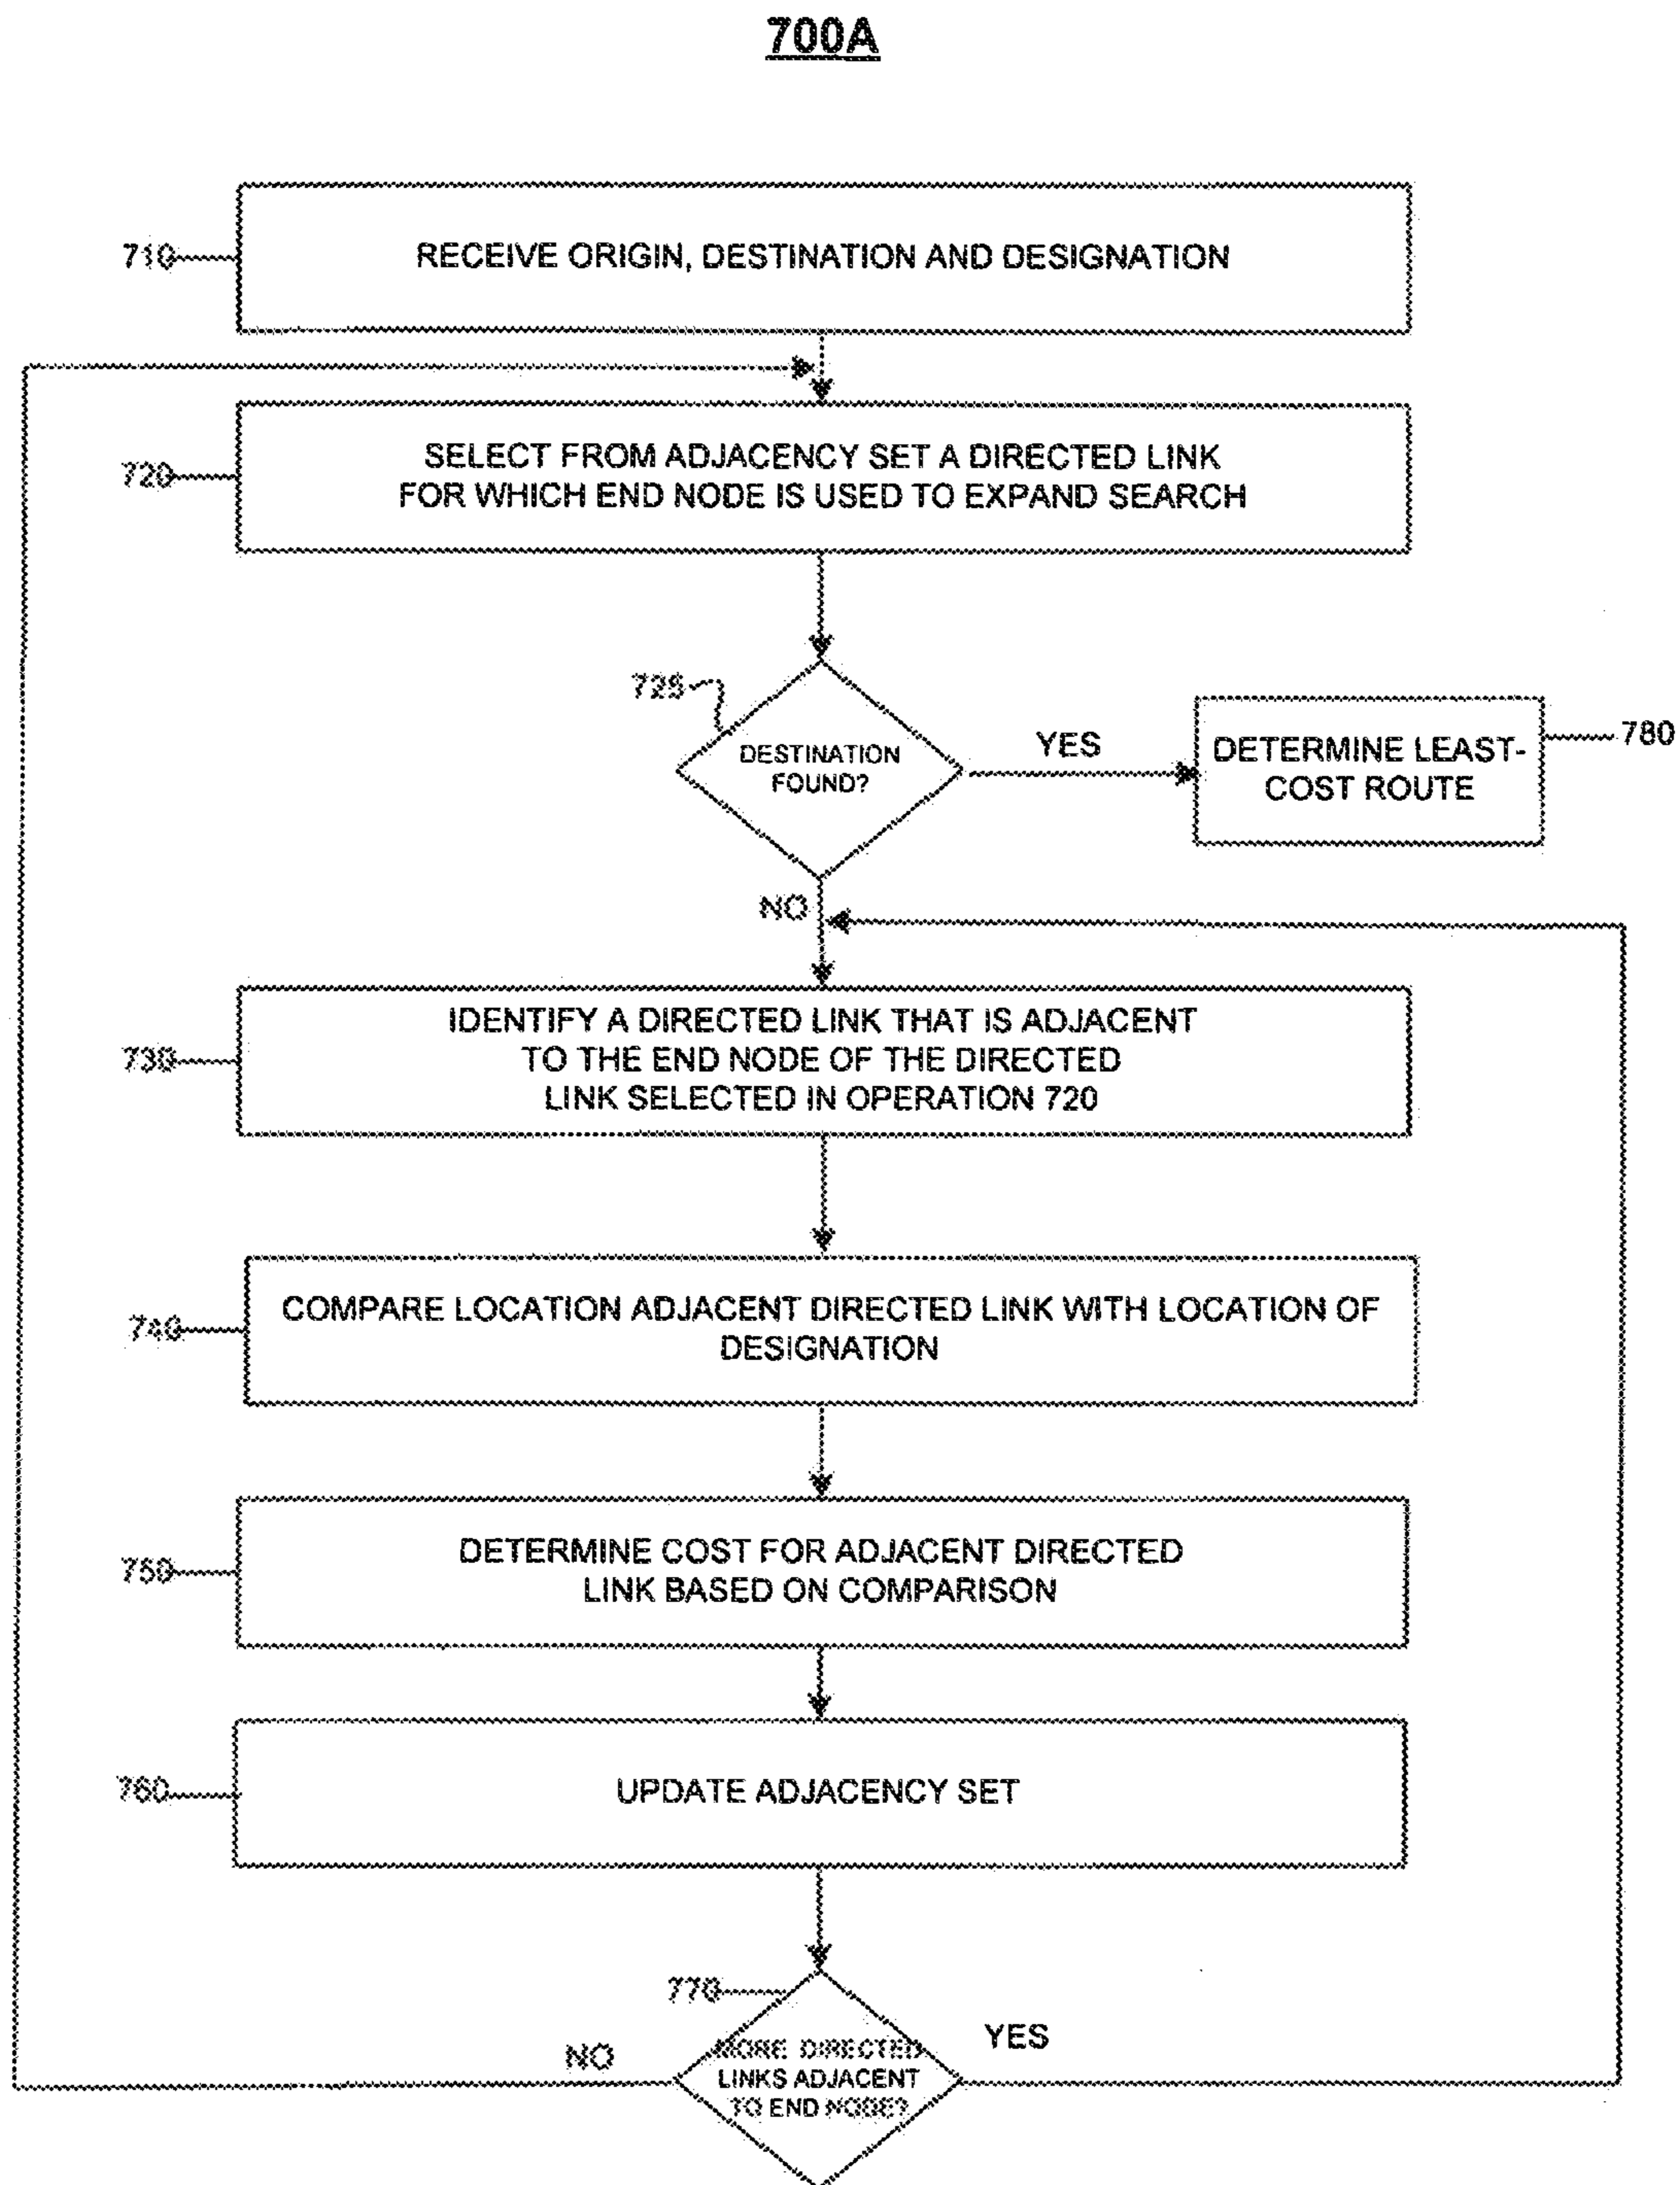 700A
710
RECEIVE ORIGIN, DESTINATION AND DESIGNATION
720
SELECT FROM ADJACENCY SET A DIRECTED LINK
FOR WHICH END NODE IS USED TO EXPAND SEARCH
725
DESTINATION
FOUND?
YES
DETERMINE LEAST-
COST ROUTE
780
NO
730
IDENTIFY A DIRECTED LINK THAT IS ADJACENT
TO THE END NODE OF THE DIRECTED
LINK SELECTED IN OPERATION 720
740
COMPARE LOCATION ADJACENT DIRECTED LINK WITH LOCATION OF
DESIGNATION
750
DETERMINE COST FOR ADJACENT DIRECTED
LINK BASED ON COMPARISON
760
UPDATE ADJACENCY SET
770
NO
MORE DIRECTED
LINKS ADJACENT
TO END NODE?
YES